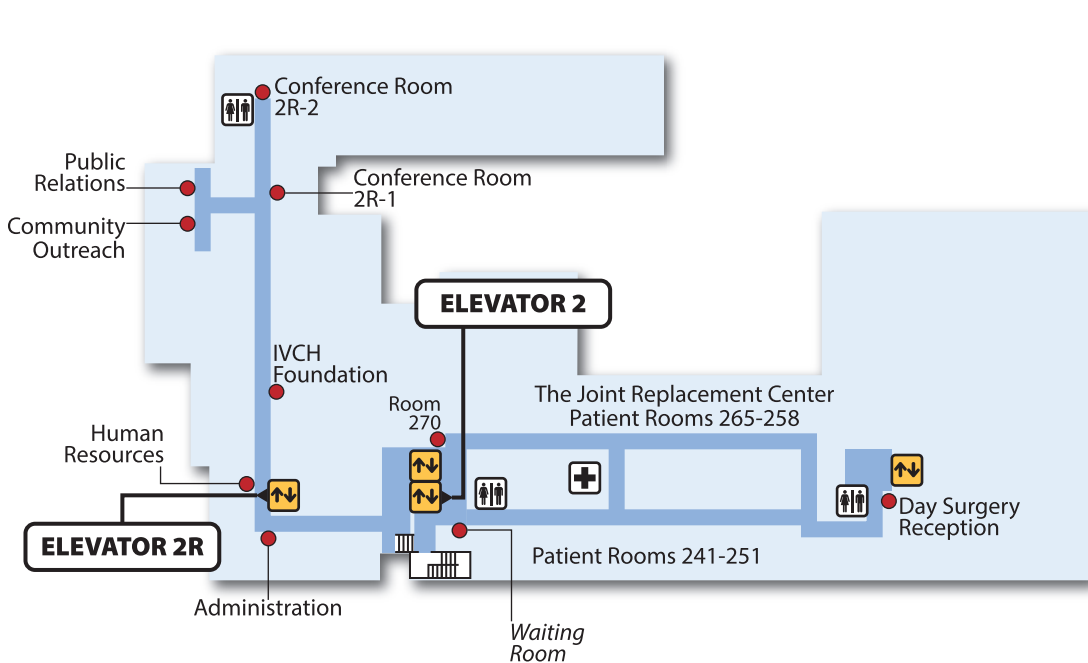 Conference Room
2R-2
Public
Relations
Conference Room
2R-1
Community
Outreach
ELEVATOR 2
IVCH
Foundation
The Joint Replacement Center
Patient Rooms 265-258
Room
270
Human
Resources
Day Surgery
Reception
ELEVATOR 2R
Patient Rooms 241-251
Administration
Waiting
Room